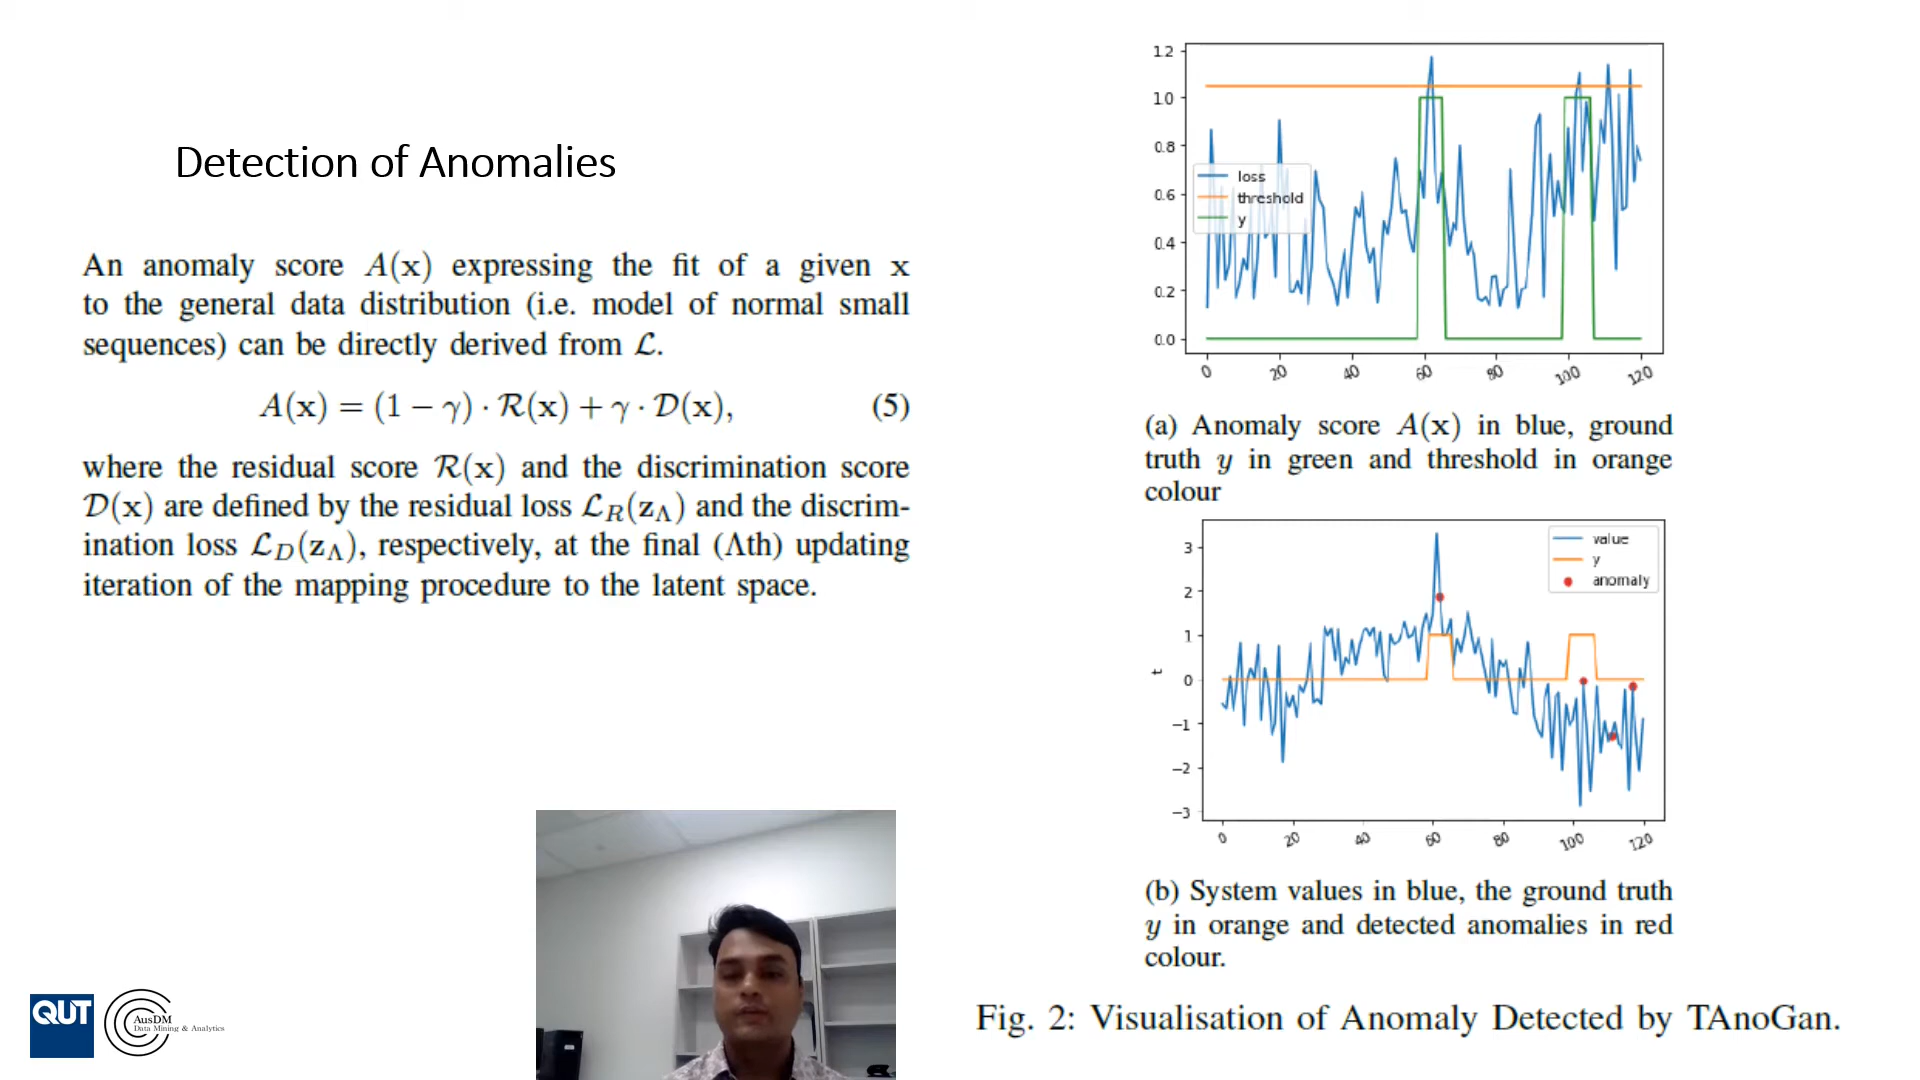 Detection of Anomalies
An anomaly score A(x) expressing the fit of a given x
to the general data distribution (i.e. model of normal small
sequences) can be directly derived from ℒ.
A(x) = (1 − γ) · ℛ(x) + γ · 𝒟(x), (5)
where the residual score ℛ(x) and the discrimination score
𝒟(x) are defined by the residual loss ℒ_R(z_Λ) and the discrim-
ination loss ℒ_D(z_Λ), respectively, at the final (Λth) updating
iteration of the mapping procedure to the latent space.
QUT
AusDM
Data Mining & Analytics
1.2
1.0
0.8
0.6
0.4
0.2
0.0
loss
threshold
y
0 20 40 60 80 100 120
(a) Anomaly score A(x) in blue, ground
truth y in green and threshold in orange
colour
3
2
1
0
−1
−2
−3
t
value
y
anomaly
0 20 40 60 80 100 120
(b) System values in blue, the ground truth
y in orange and detected anomalies in red
colour.
Fig. 2: Visualisation of Anomaly Detected by TAnoGan.